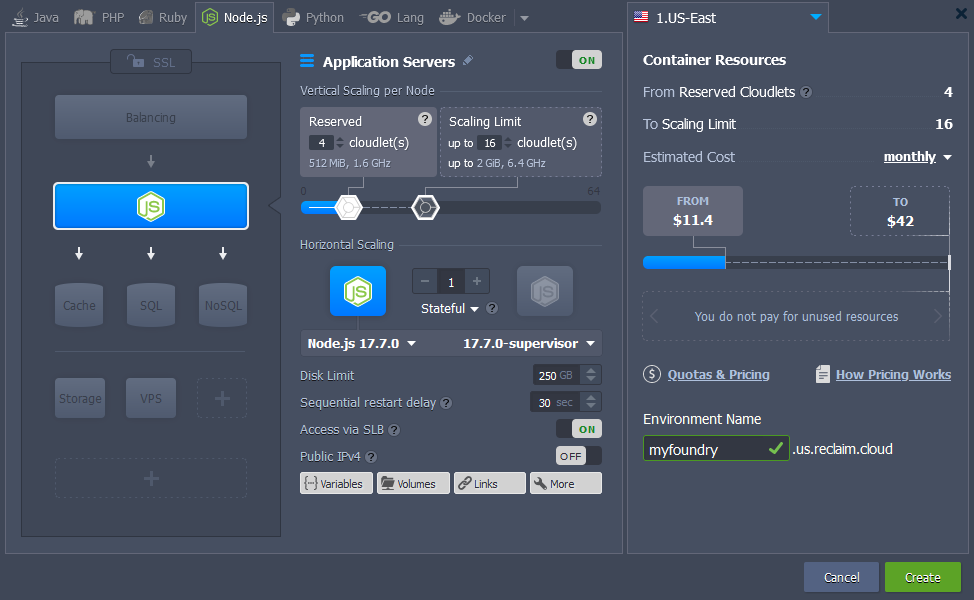 Java
PHP
Ruby
Node.js
Python
GO Lang
Docker
1.US-East
SSL
Balancing
JS
Cache
SQL
NoSQL
Storage
VPS
+
+
Application Servers
ON
Vertical Scaling per Node
Reserved ?
4 cloudlet(s)
512 MiB, 1.6 GHz
Scaling Limit ?
up to 16 cloudlet(s)
up to 2 GiB, 6.4 GHz
0 64
Horizontal Scaling
JS
− 1 +
JS
Stateful ?
Node.js 17.7.0
17.7.0-supervisor
Disk Limit 250 GB
Sequential restart delay ? 30 sec
Access via SLB ? ON
Public IPv4 ? OFF
Variables Volumes Links More
Container Resources
From Reserved Cloudlets ? 4
To Scaling Limit 16
Estimated Cost monthly
FROM
$11.4
TO
$42
You do not pay for unused resources
$ Quotas & Pricing
How Pricing Works
Environment Name
myfoundry .us.reclaim.cloud
Cancel Create